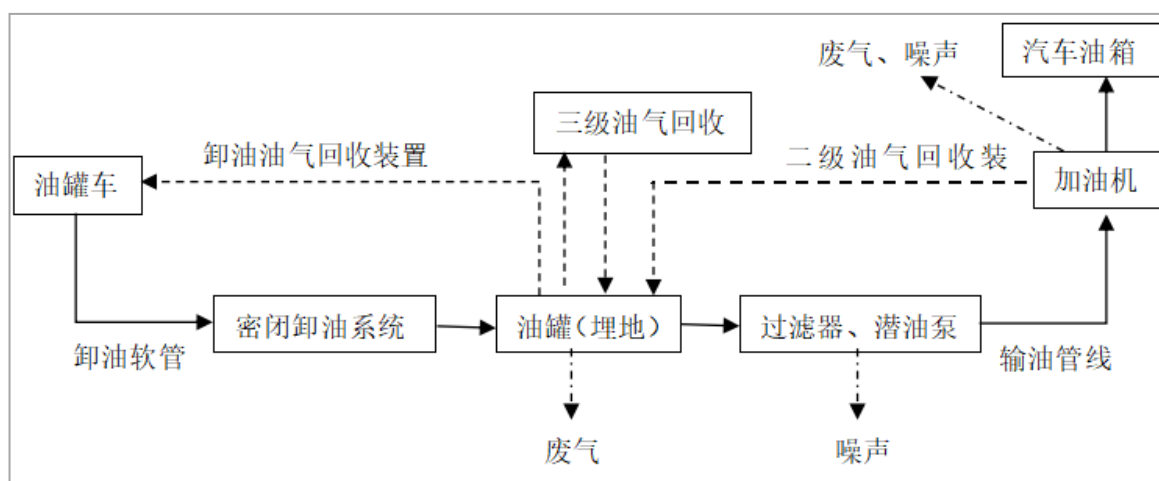 废气、噪声
汽车油箱
三级油气回收
卸油油气回收装置
二级油气回收装
油罐车
加油机
密闭卸油系统
油罐（埋地）
过滤器、潜油泵
卸油软管
输油管线
废气
噪声